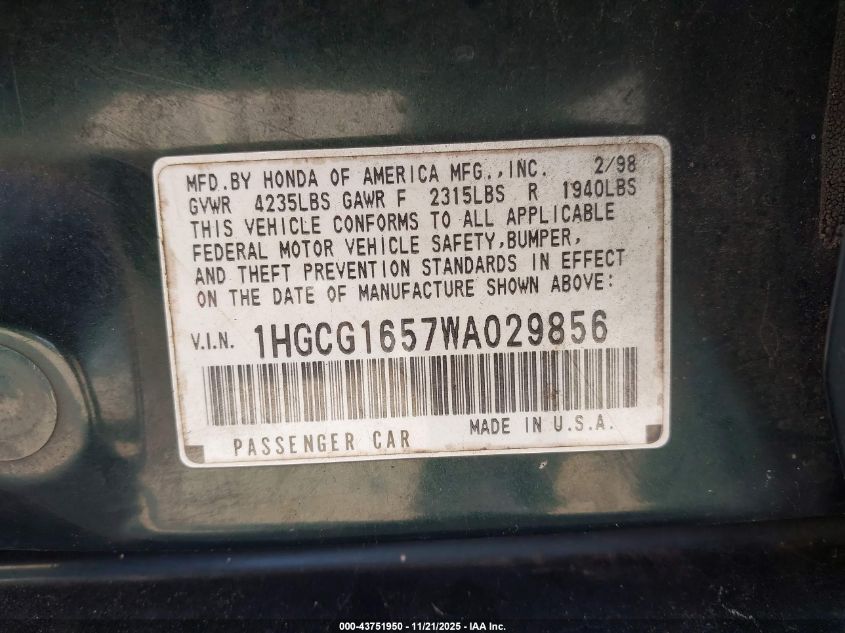 MFD.BY HONDA OF AMERICA MFG.,INC. 2/98
GVWR 4235LBS GAWR F 2315LBS R 1940LBS
THIS VEHICLE CONFORMS TO ALL APPLICABLE
FEDERAL MOTOR VEHICLE SAFETY,BUMPER,
AND THEFT PREVENTION STANDARDS IN EFFECT
ON THE DATE OF MANUFACTURE SHOWN ABOVE:
V.I.N. 1HGCG1657WA029856
PASSENGER CAR MADE IN U.S.A.
000-43751950 - 11/21/2025 - IAA Inc.